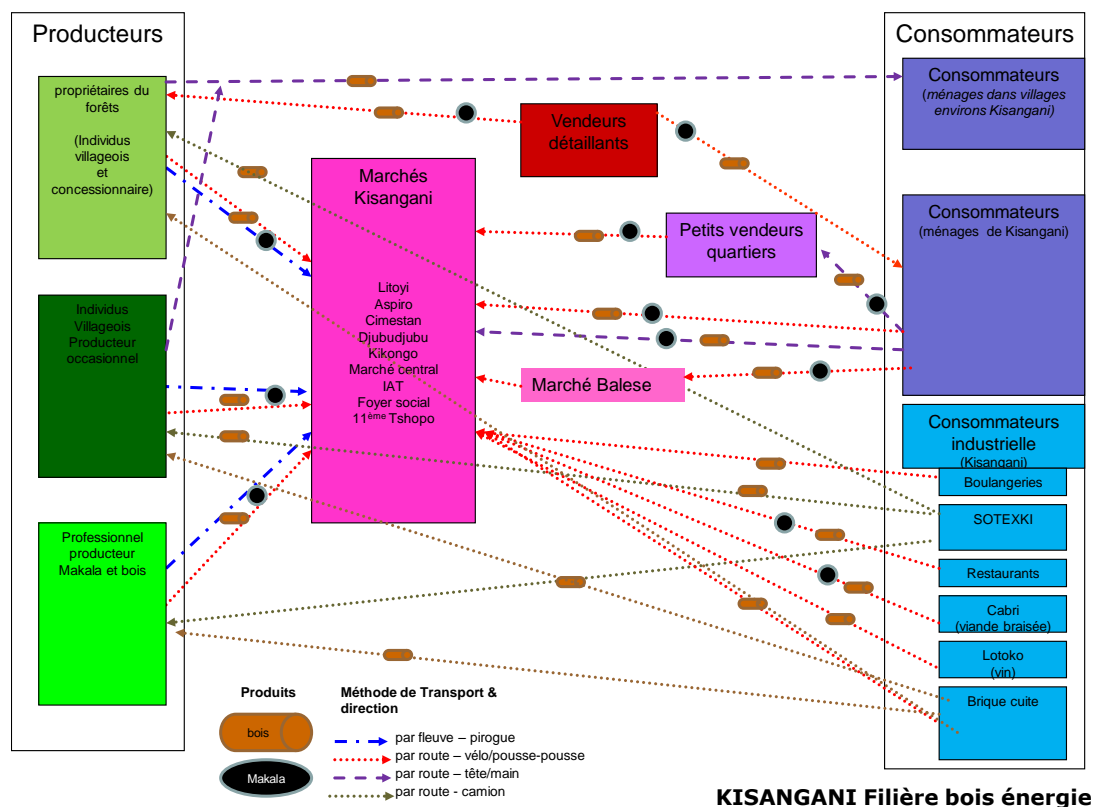 Producteurs
propriétaires du
forêts
(Individus
villageois
et
concessionnaire)
Individus
Villageois
Producteur
occasionnel
Professionnel
producteur
Makala et bois
Marchés
Kisangani
Litoyi
Aspiro
Cimestan
Djubudjubu
Kikongo
Marché central
IAT
Foyer social
11ème Tshopo
Vendeurs
détaillants
Petits vendeurs
quartiers
Marché Balese
Consommateurs
Consommateurs
(ménages dans villages
environs Kisangani)
Consommateurs
(ménages de Kisangani)
Consommateurs
industrielle
(Kisangani)
Boulangeries
SOTEXKI
Restaurants
Cabri
(viande braisée)
Lotoko
(vin)
Brique cuite
Produits
bois
Makala
Méthode de Transport &
direction
par fleuve – pirogue
par route – vélo/pousse-pousse
par route – tête/main
par route - camion
KISANGANI Filière bois énergie